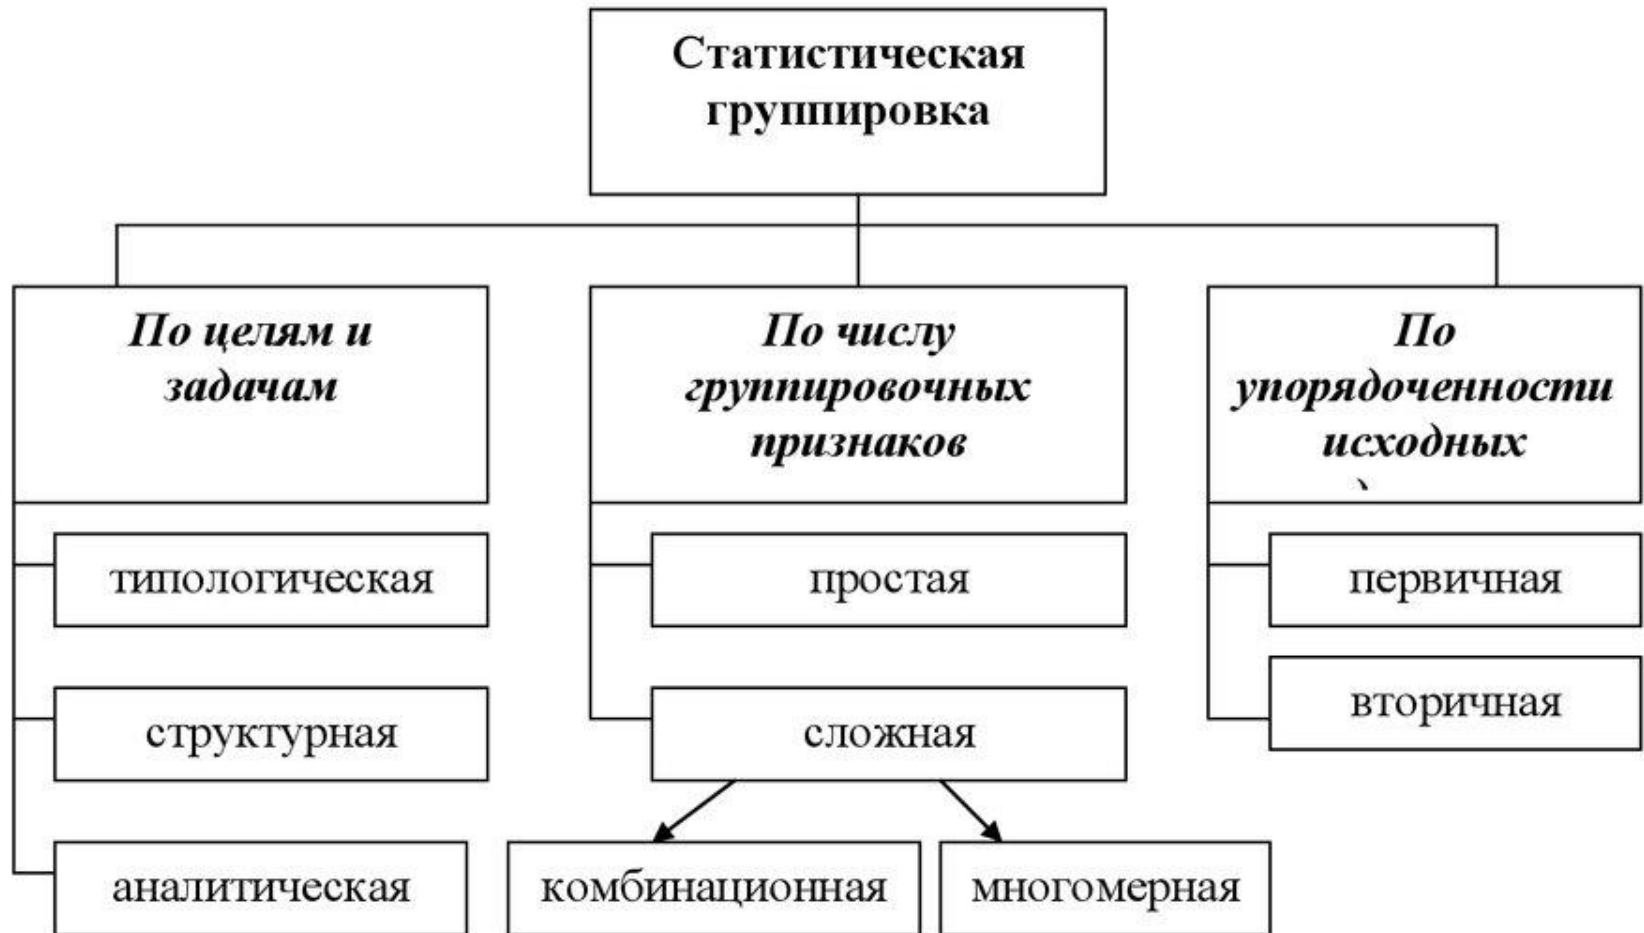 Статистическая
группировка
По целям и
задачам
По числу
группировочных
признаков
По
упорядоченности
исходных
типологическая
простая
первичная
структурная
сложная
вторичная
аналитическая
комбинационная
многомерная